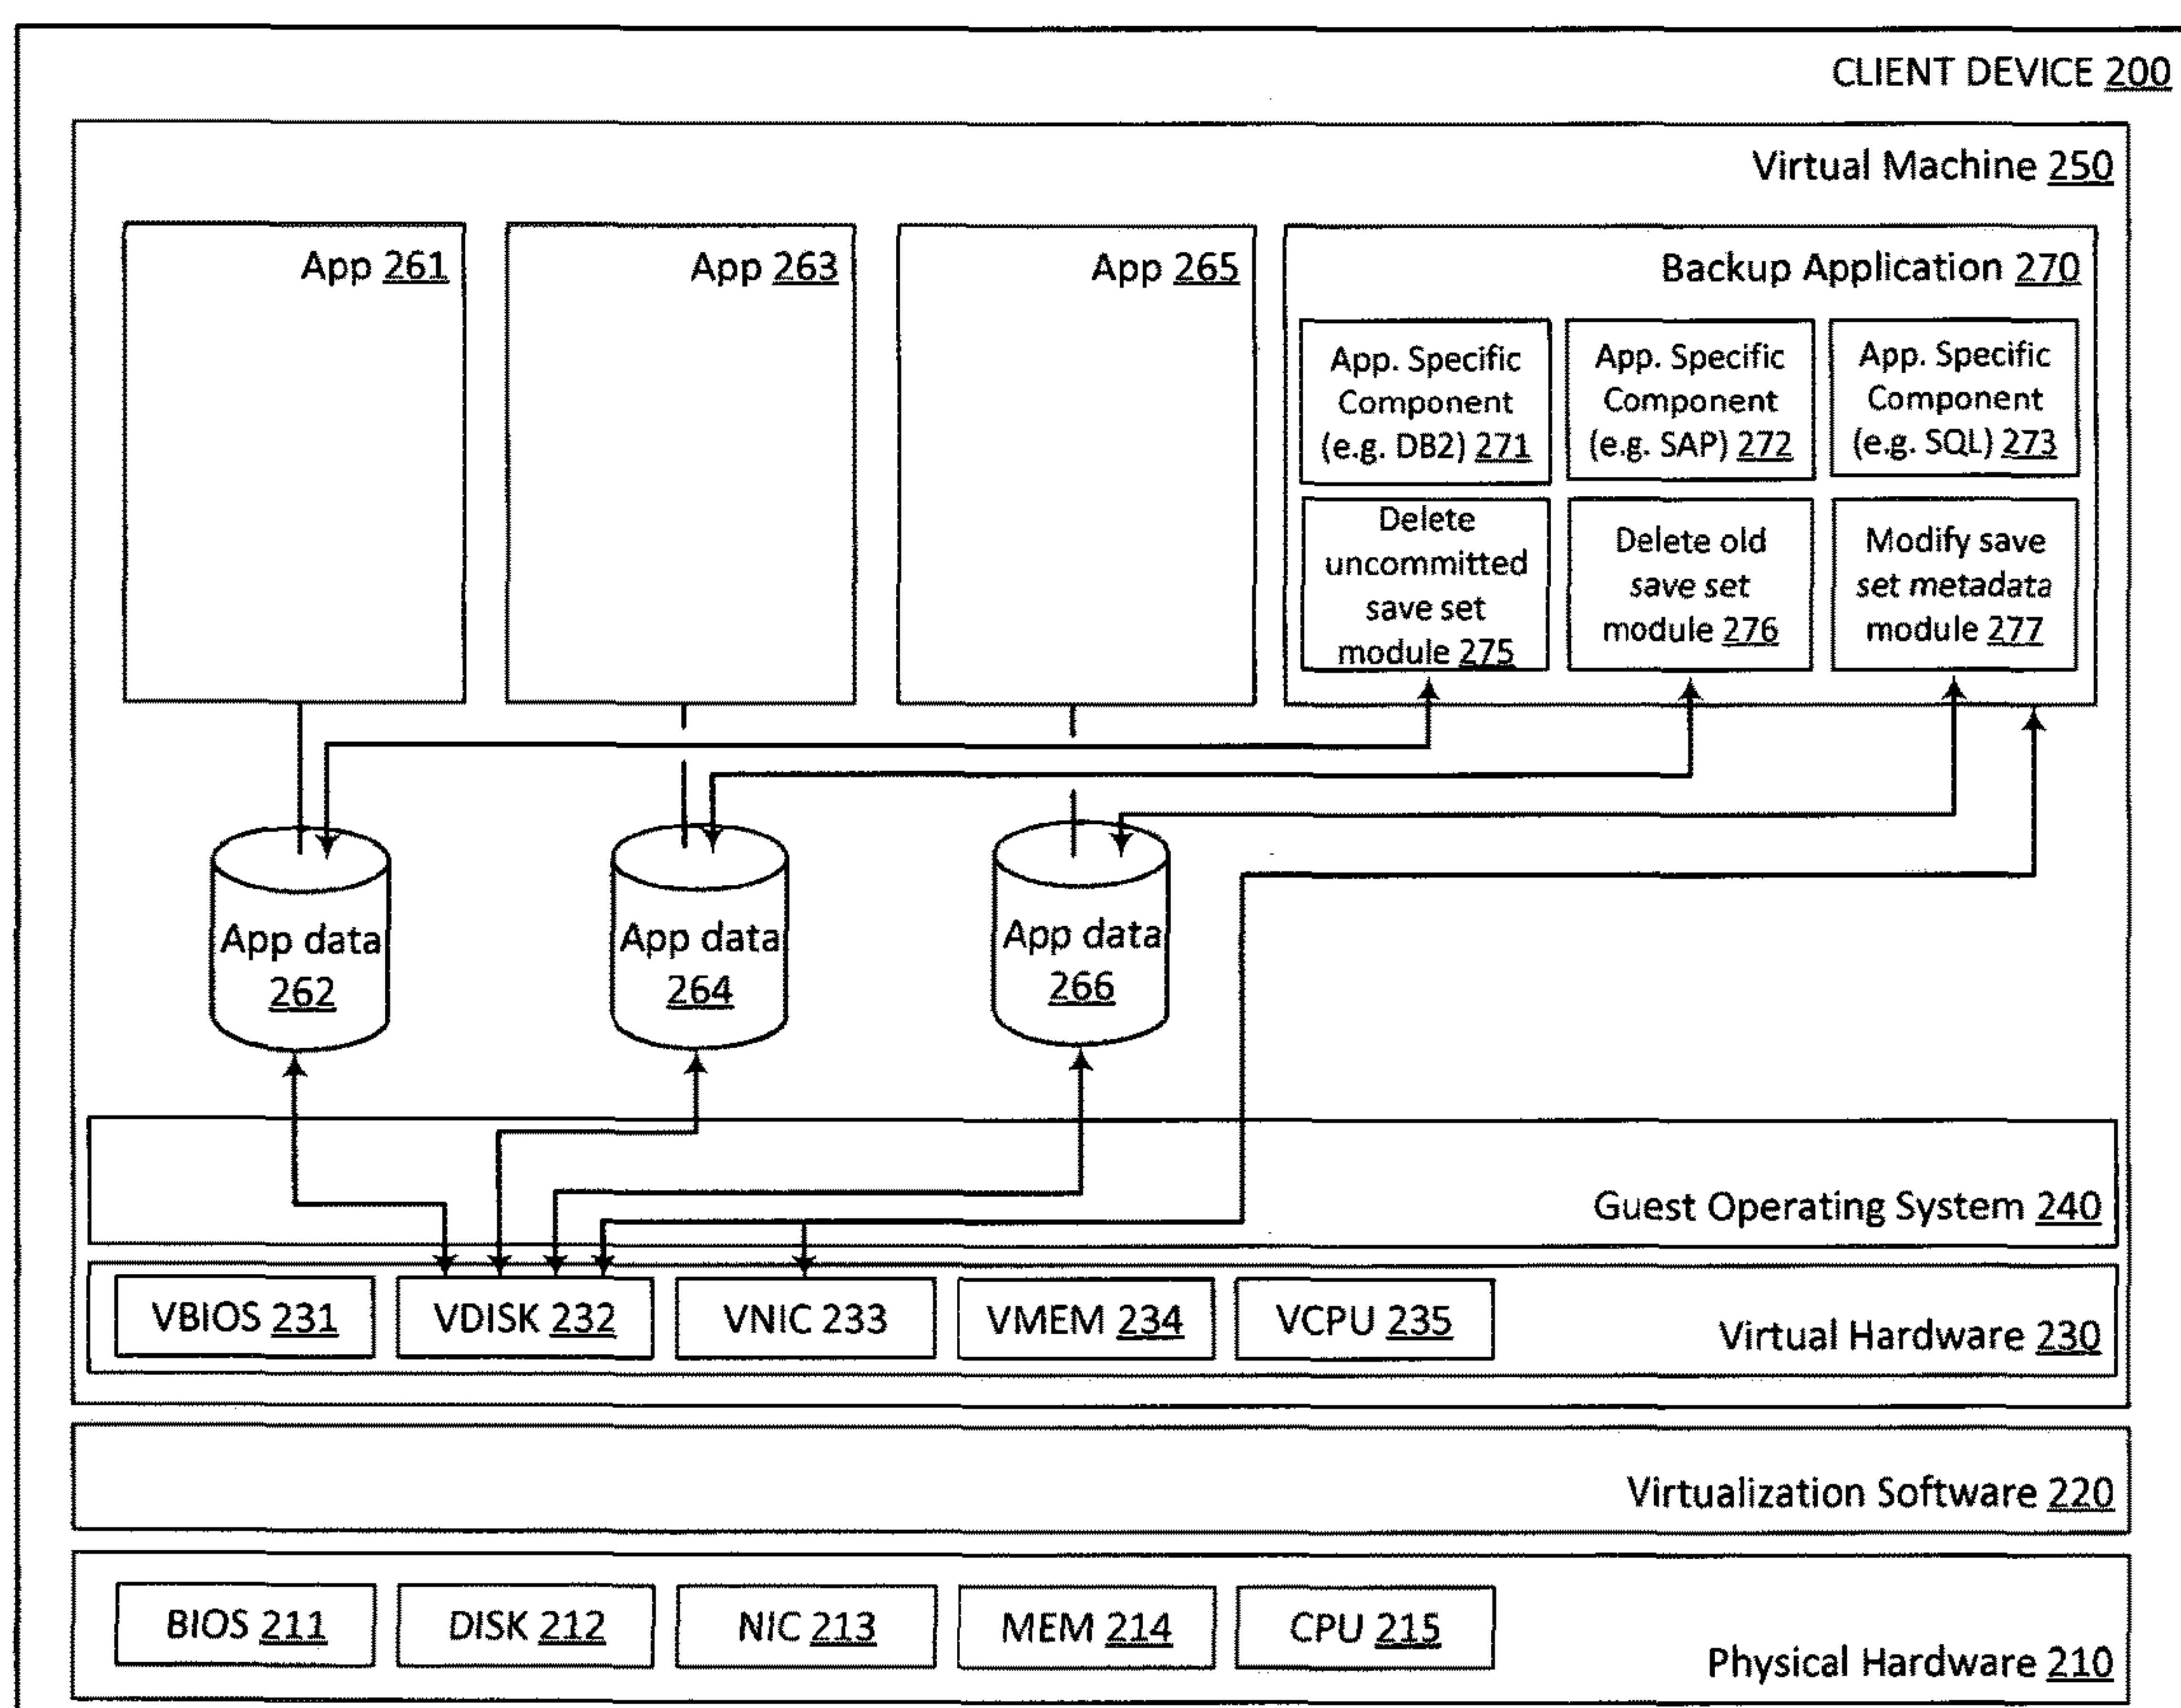 CLIENT DEVICE 200
Virtual Machine 250
App 261
App 263
App 265
Backup Application 270
App. Specific
Component
(e.g. DB2) 271
App. Specific
Component
(e.g. SAP) 272
App. Specific
Component
(e.g. SQL) 273
Delete
uncommitted
save set
module 275
Delete old
save set
module 276
Modify save
set metadata
module 277
App data
262
App data
264
App data
266
Guest Operating System 240
VBIOS 231
VDISK 232
VNIC 233
VMEM 234
VCPU 235
Virtual Hardware 230
Virtualization Software 220
BIOS 211
DISK 212
NIC 213
MEM 214
CPU 215
Physical Hardware 210